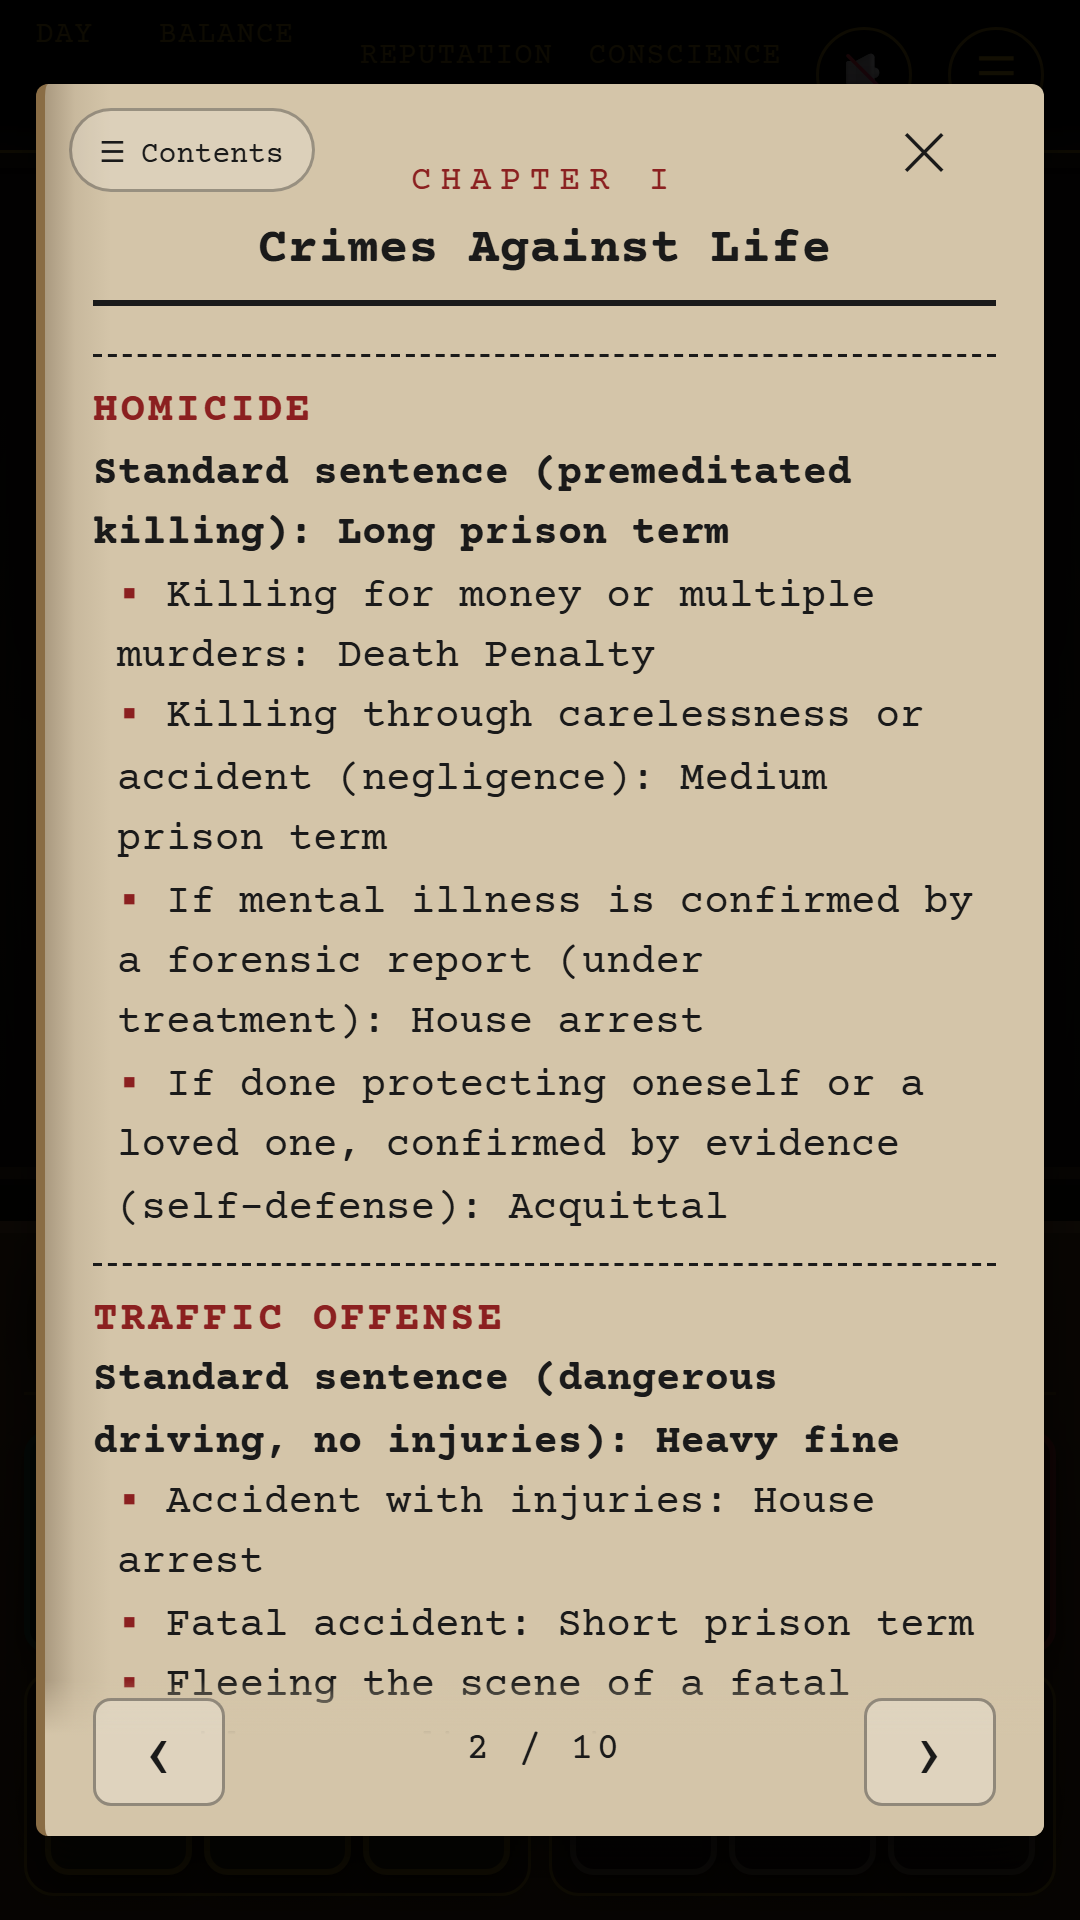 DAY BALANCE
REPUTATION CONSCIENCE
☰ Contents
CHAPTER I
Crimes Against Life
HOMICIDE
Standard sentence (premeditated
killing): Long prison term
▪ Killing for money or multiple
murders: Death Penalty
▪ Killing through carelessness or
accident (negligence): Medium
prison term
▪ If mental illness is confirmed by
a forensic report (under
treatment): House arrest
▪ If done protecting oneself or a
loved one, confirmed by evidence
(self-defense): Acquittal
TRAFFIC OFFENSE
Standard sentence (dangerous
driving, no injuries): Heavy fine
▪ Accident with injuries: House
arrest
▪ Fatal accident: Short prison term
▪ Fleeing the scene of a fatal
‹ 2 / 10 ›